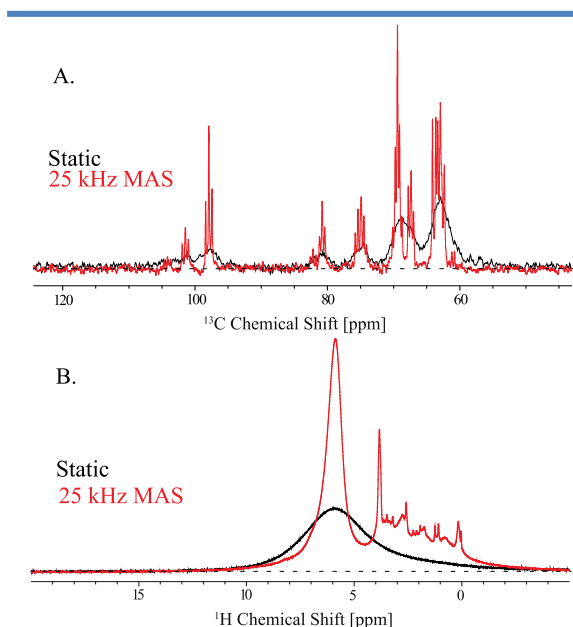 A.
Static
25 kHz MAS
120 100 80 60
¹³C Chemical Shift [ppm]
B.
Static
25 kHz MAS
15 10 5 0
¹H Chemical Shift [ppm]